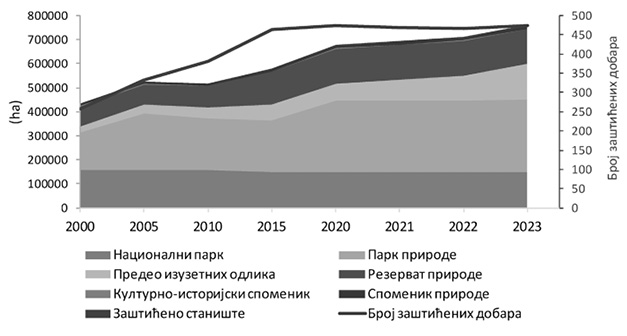 800000
700000
600000
500000
400000
300000
200000
100000
0
(ha)
500
450
400
350
300
250
200
150
100
50
0
Број заштићених добара
2000 2005 2010 2015 2020 2021 2022 2023
Национални парк Парк природе
Предео изузетних одлика Резерват природе
Културно-историјски споменик Споменик природе
Заштићено станиште Број заштићених добара